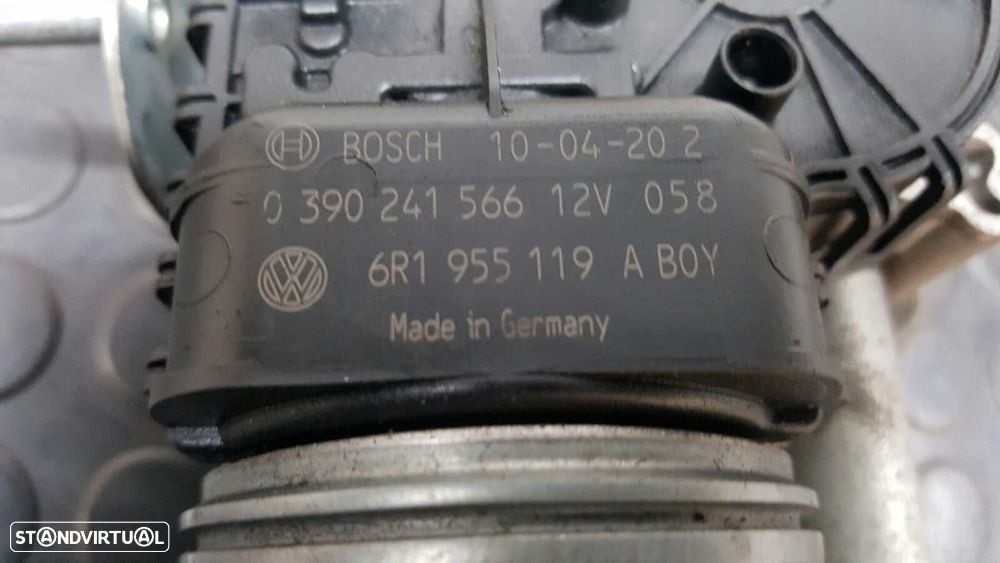 BOSCH 10-04-20 2
0 390 241 566 12V 058
VW 6R1 955 119 A BOY
Made in Germany
STANDVIRTUAL